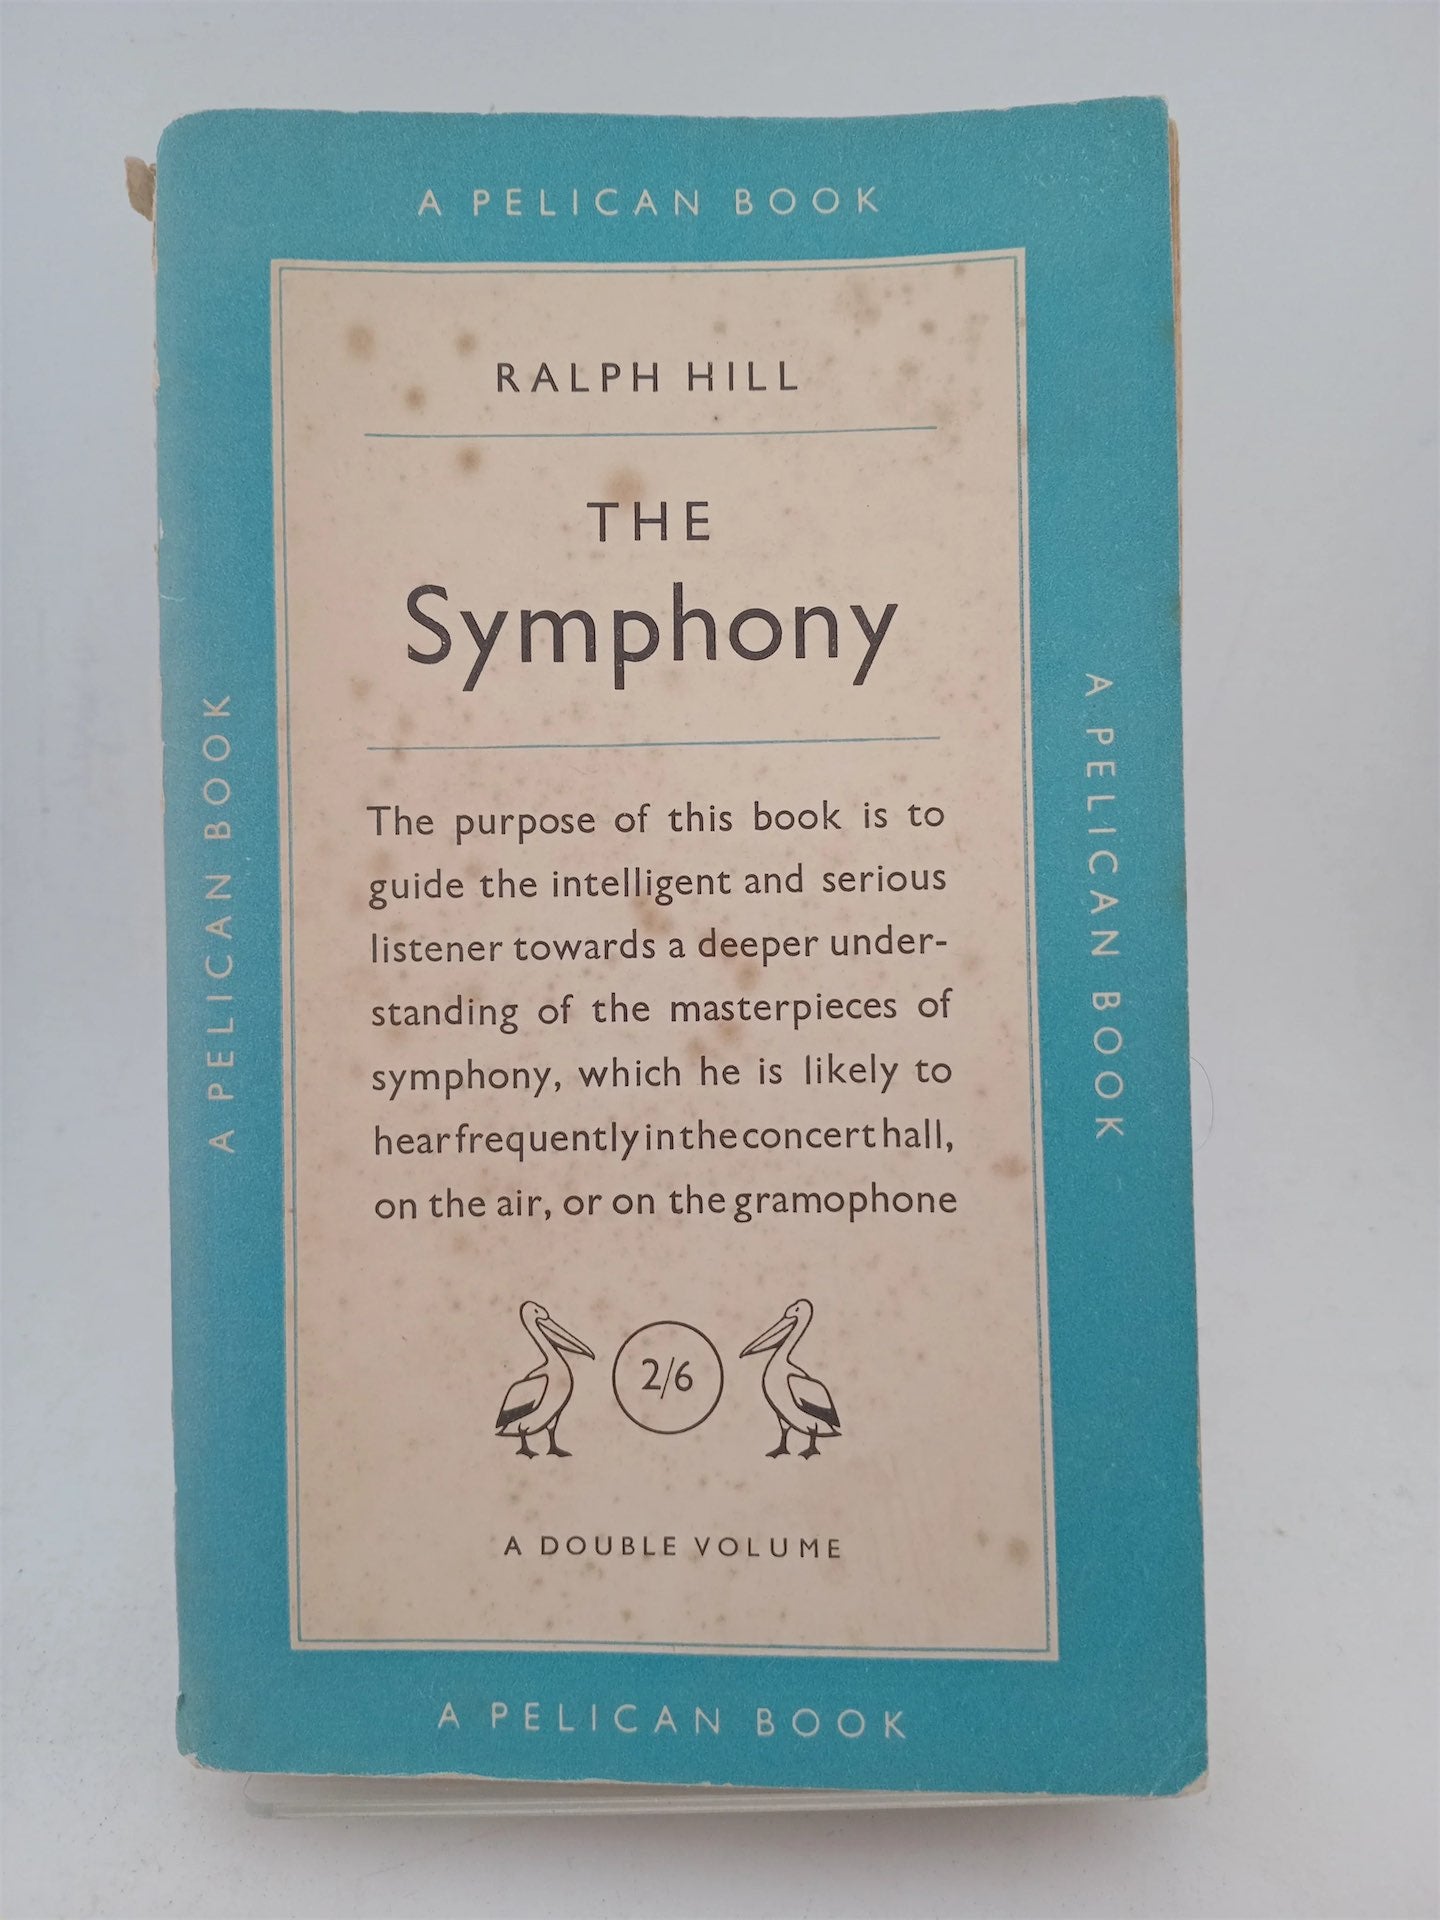 A PELICAN BOOK
RALPH HILL
THE
Symphony
The purpose of this book is to
guide the intelligent and serious
listener towards a deeper under-
standing of the masterpieces of
symphony, which he is likely to
hear frequently in the concert hall,
on the air, or on the gramophone
2/6
A DOUBLE VOLUME
A PELICAN BOOK
A PELICAN BOOK
A PELICAN BOOK